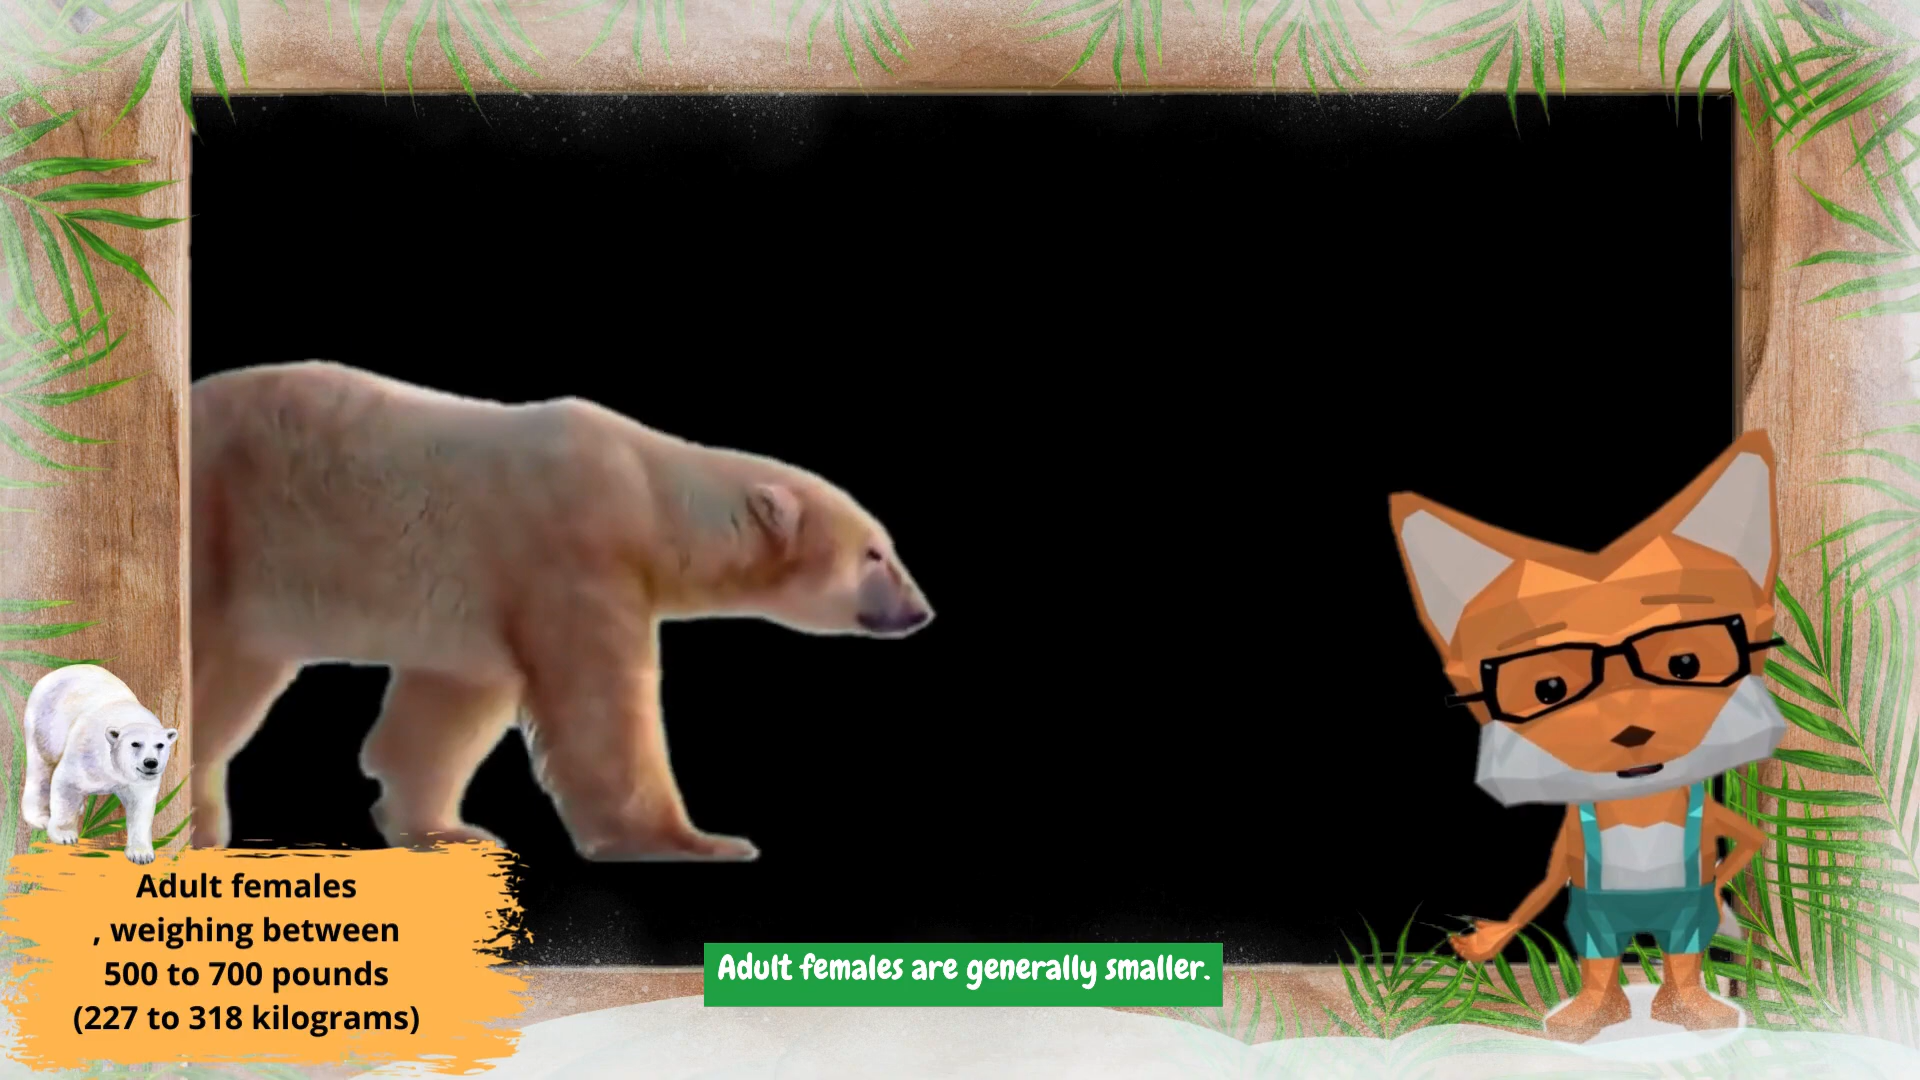 Adult females
, weighing between
500 to 700 pounds
(227 to 318 kilograms)
Adult females are generally smaller.